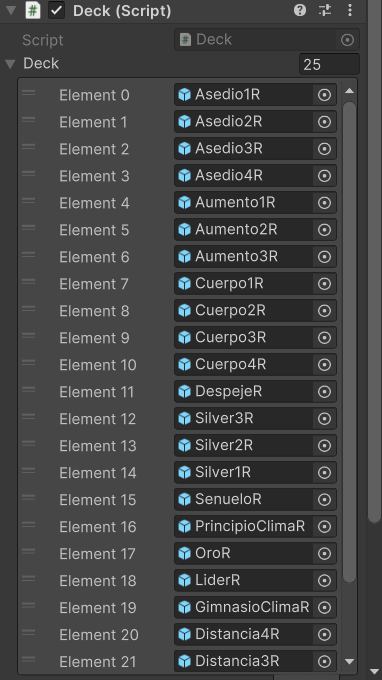 Deck (Script)
Script Deck
Deck 25
Element 0 Asedio1R
Element 1 Asedio2R
Element 2 Asedio3R
Element 3 Asedio4R
Element 4 Aumento1R
Element 5 Aumento2R
Element 6 Aumento3R
Element 7 Cuerpo1R
Element 8 Cuerpo2R
Element 9 Cuerpo3R
Element 10 Cuerpo4R
Element 11 DespejeR
Element 12 Silver3R
Element 13 Silver2R
Element 14 Silver1R
Element 15 SenueloR
Element 16 PrincipioClimaR
Element 17 OroR
Element 18 LiderR
Element 19 GimnasioClimaR
Element 20 Distancia4R
Element 21 Distancia3R